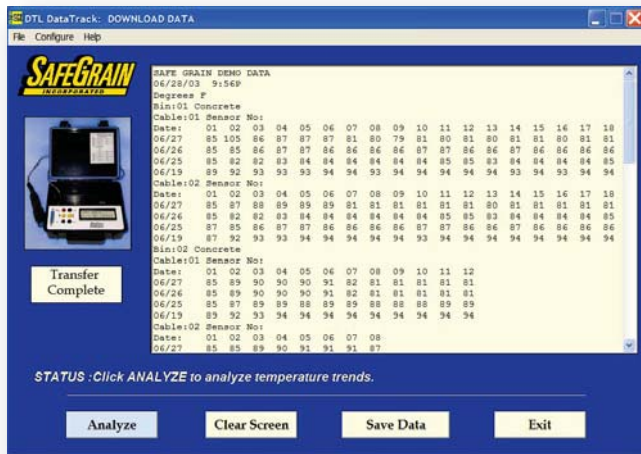 DTL DataTrack: DOWNLOAD DATA
File Configure Help
SAFEGRAIN
INCORPORATED
SAFE GRAIN DEMO DATA
06/28/03 9:56P
Degrees F
Bin:01 Concrete
Cable:01 Sensor No:
Date: 01 02 03 04 05 06 07 08 09 10 11 12 13 14 15 16 17 18
06/27 85 105 86 87 87 87 81 80 79 81 80 81 80 81 81 80 81 81
06/26 85 85 86 87 87 86 86 86 86 87 87 86 86 87 86 86 86 86
06/25 85 82 82 83 84 84 84 84 84 84 85 85 83 84 84 84 84 85
06/19 89 92 93 93 93 94 94 93 94 93 94 94 94 93 94 93 94 94
Cable:02 Sensor No:
Date: 01 02 03 04 05 06 07 08 09 10 11 12 13 14 15 16 17 18
06/27 85 87 88 89 89 89 81 81 81 81 81 81 80 81 81 81 81 81
06/26 85 82 82 83 84 84 84 84 84 84 85 85 83 84 84 84 84 85
06/25 87 85 86 87 87 86 86 86 86 87 87 86 86 87 86 86 86 86
06/19 87 92 93 93 94 94 94 94 94 93 94 94 94 94 94 94 94 94
Bin:02 Concrete
Cable:01 Sensor No:
Date: 01 02 03 04 05 06 07 08 09 10 11 12
06/27 85 89 90 90 90 91 82 81 81 81 81 81
06/26 85 89 90 90 90 91 82 81 81 81 81 81
06/25 85 87 89 89 88 89 89 88 88 88 89 89
06/19 89 92 93 94 94 94 94 94 94 94 94 94
Cable:02 Sensor No:
Date: 01 02 03 04 05 06 07 08
06/27 85 85 89 90 91 91 91 87
Transfer
Complete
STATUS :Click ANALYZE to analyze temperature trends.
Analyze Clear Screen Save Data Exit